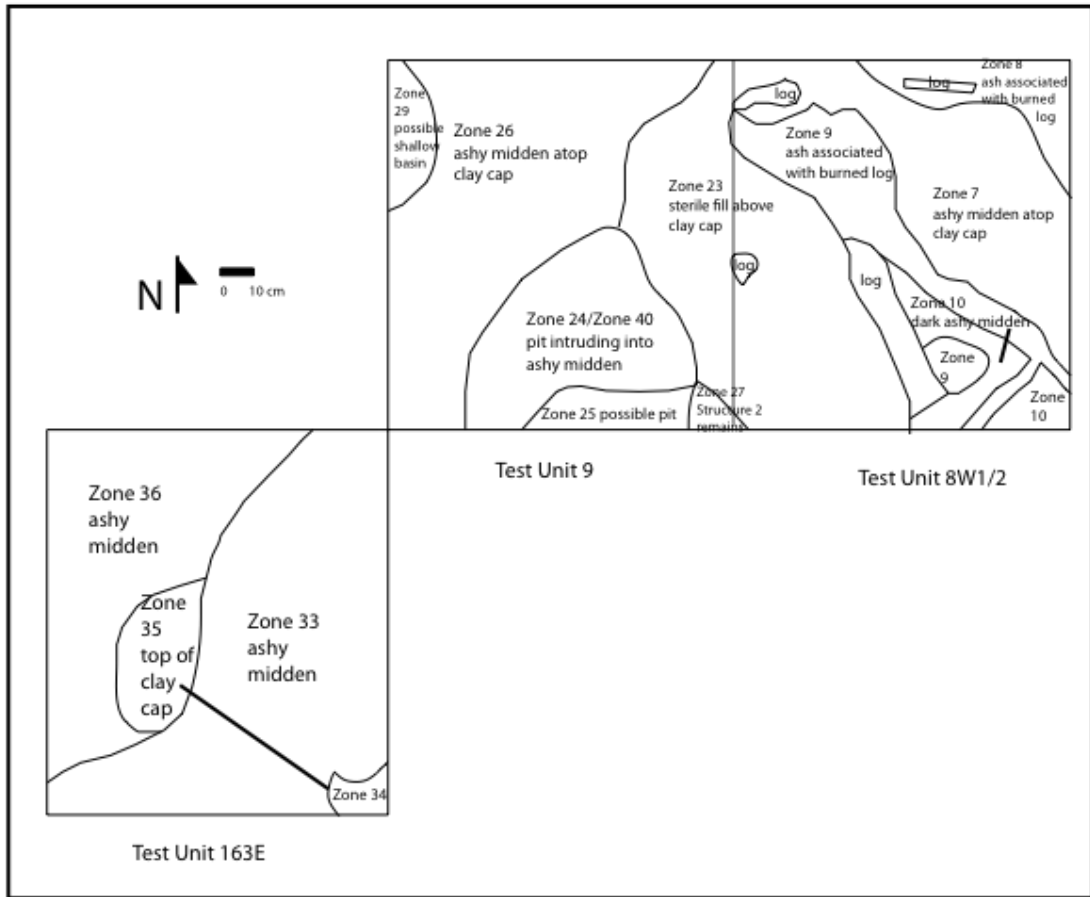 Zone
29
possible
shallow
basin
Zone 26
ashy midden atop
clay cap
log
Zone 8
ash associated
with burned
log
log
Zone 9
ash associated
with burned log
Zone 23
sterile fill above
clay cap
Zone 7
ashy midden atop
clay cap
log
log
N
0 10 cm
Zone 24/Zone 40
pit intruding into
ashy midden
Zone 10
dark ashy midden
Zone
9
Zone
10
Zone 25 possible pit
Zone 27
Structure 2
remains
Test Unit 9
Test Unit 8W1/2
Zone 36
ashy
midden
Zone
35
top of
clay
cap
Zone 33
ashy
midden
Zone 34
Test Unit 163E